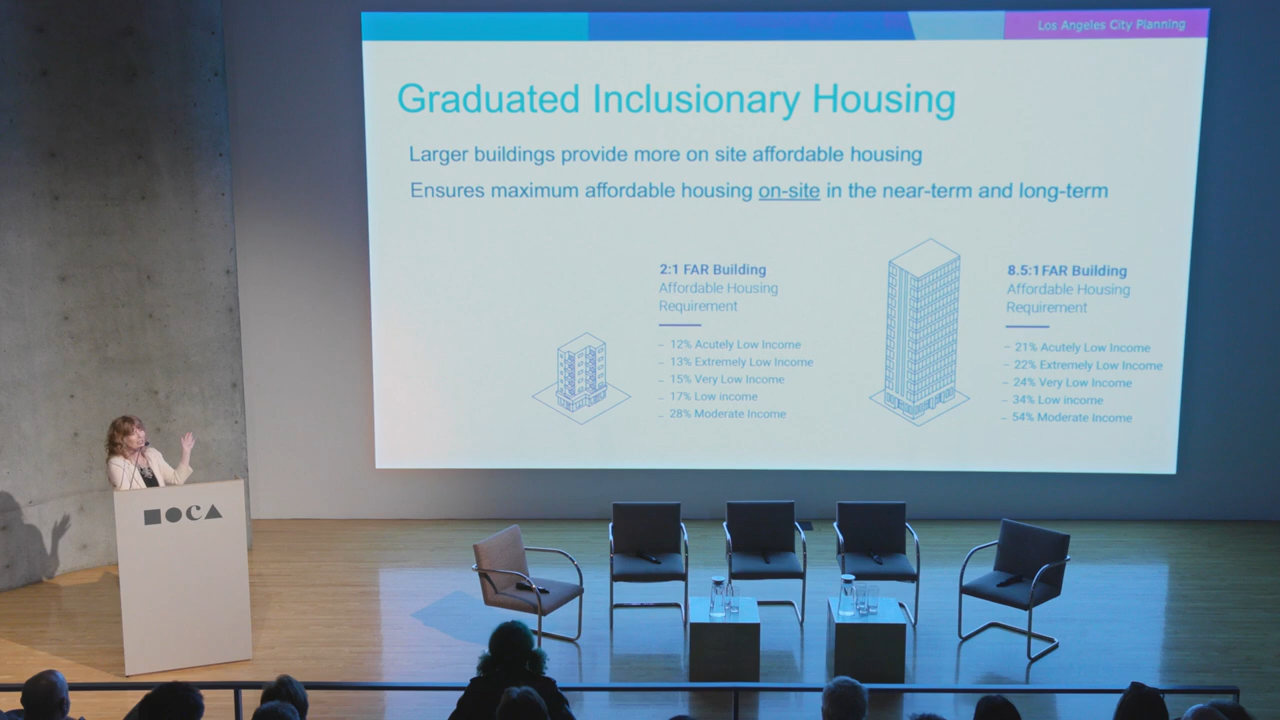 Los Angeles City Planning
Graduated Inclusionary Housing
Larger buildings provide more on site affordable housing
Ensures maximum affordable housing on-site in the near-term and long-term
2:1 FAR Building
Affordable Housing
Requirement
– 12% Acutely Low Income
– 13% Extremely Low Income
– 15% Very Low Income
– 17% Low income
– 28% Moderate Income
8.5:1 FAR Building
Affordable Housing
Requirement
– 21% Acutely Low Income
– 22% Extremely Low Income
– 24% Very Low Income
– 34% Low income
– 54% Moderate Income
■●C▲